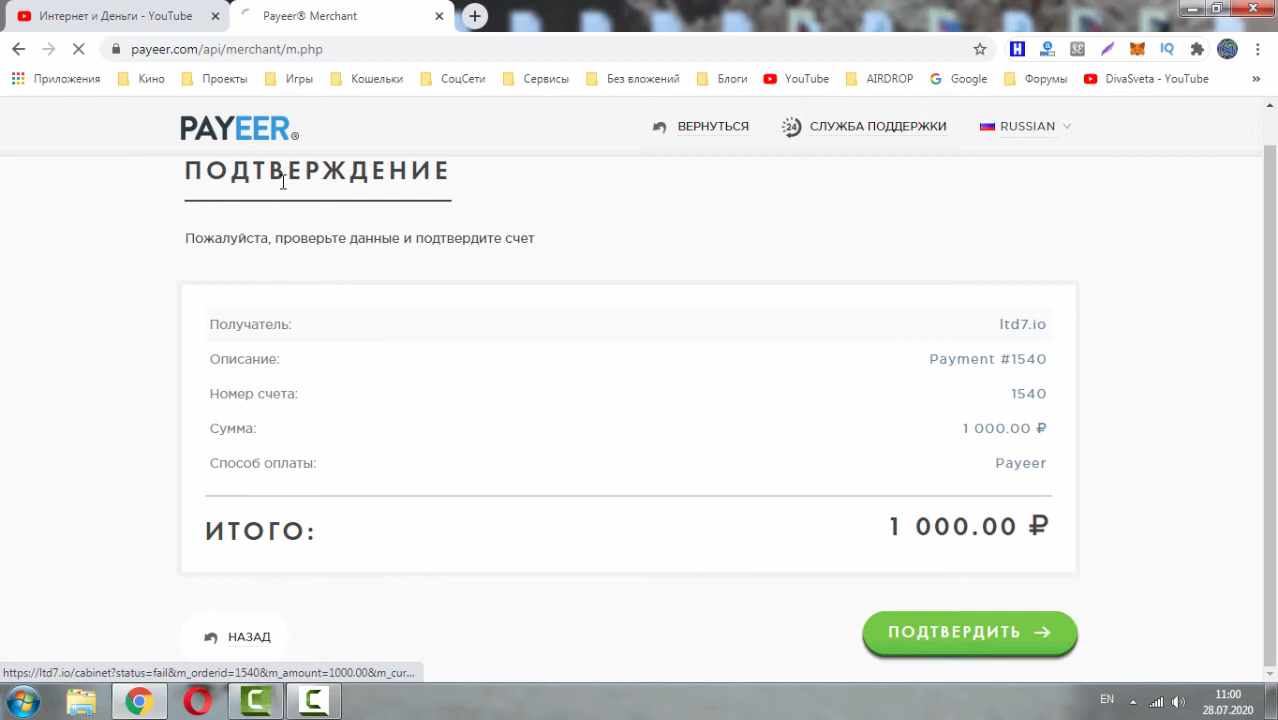 Интернет и Деньги - YouTube
Payeer® Merchant
payeer.com/api/merchant/m.php
Приложения
Кино
Проекты
Игры
Кошельки
СоцСети
Сервисы
Без вложений
Блоги
YouTube
AIRDROP
Google
Форумы
DivaSveta - YouTube
»
PAYEER®
ВЕРНУТЬСЯ
24 СЛУЖБА ПОДДЕРЖКИ
RUSSIAN
ПОДТВЕРЖДЕНИЕ
Пожалуйста, проверьте данные и подтвердите счет
Получатель: ltd7.io
Описание: Payment #1540
Номер счета: 1540
Сумма: 1 000.00 ₽
Способ оплаты: Payeer
ИТОГО: 1 000.00 ₽
НАЗАД
ПОДТВЕРДИТЬ →
https://ltd7.io/cabinet?status=fail&m_orderid=1540&m_amount=1000.00&m_cur...
EN
11:00
28.07.2020